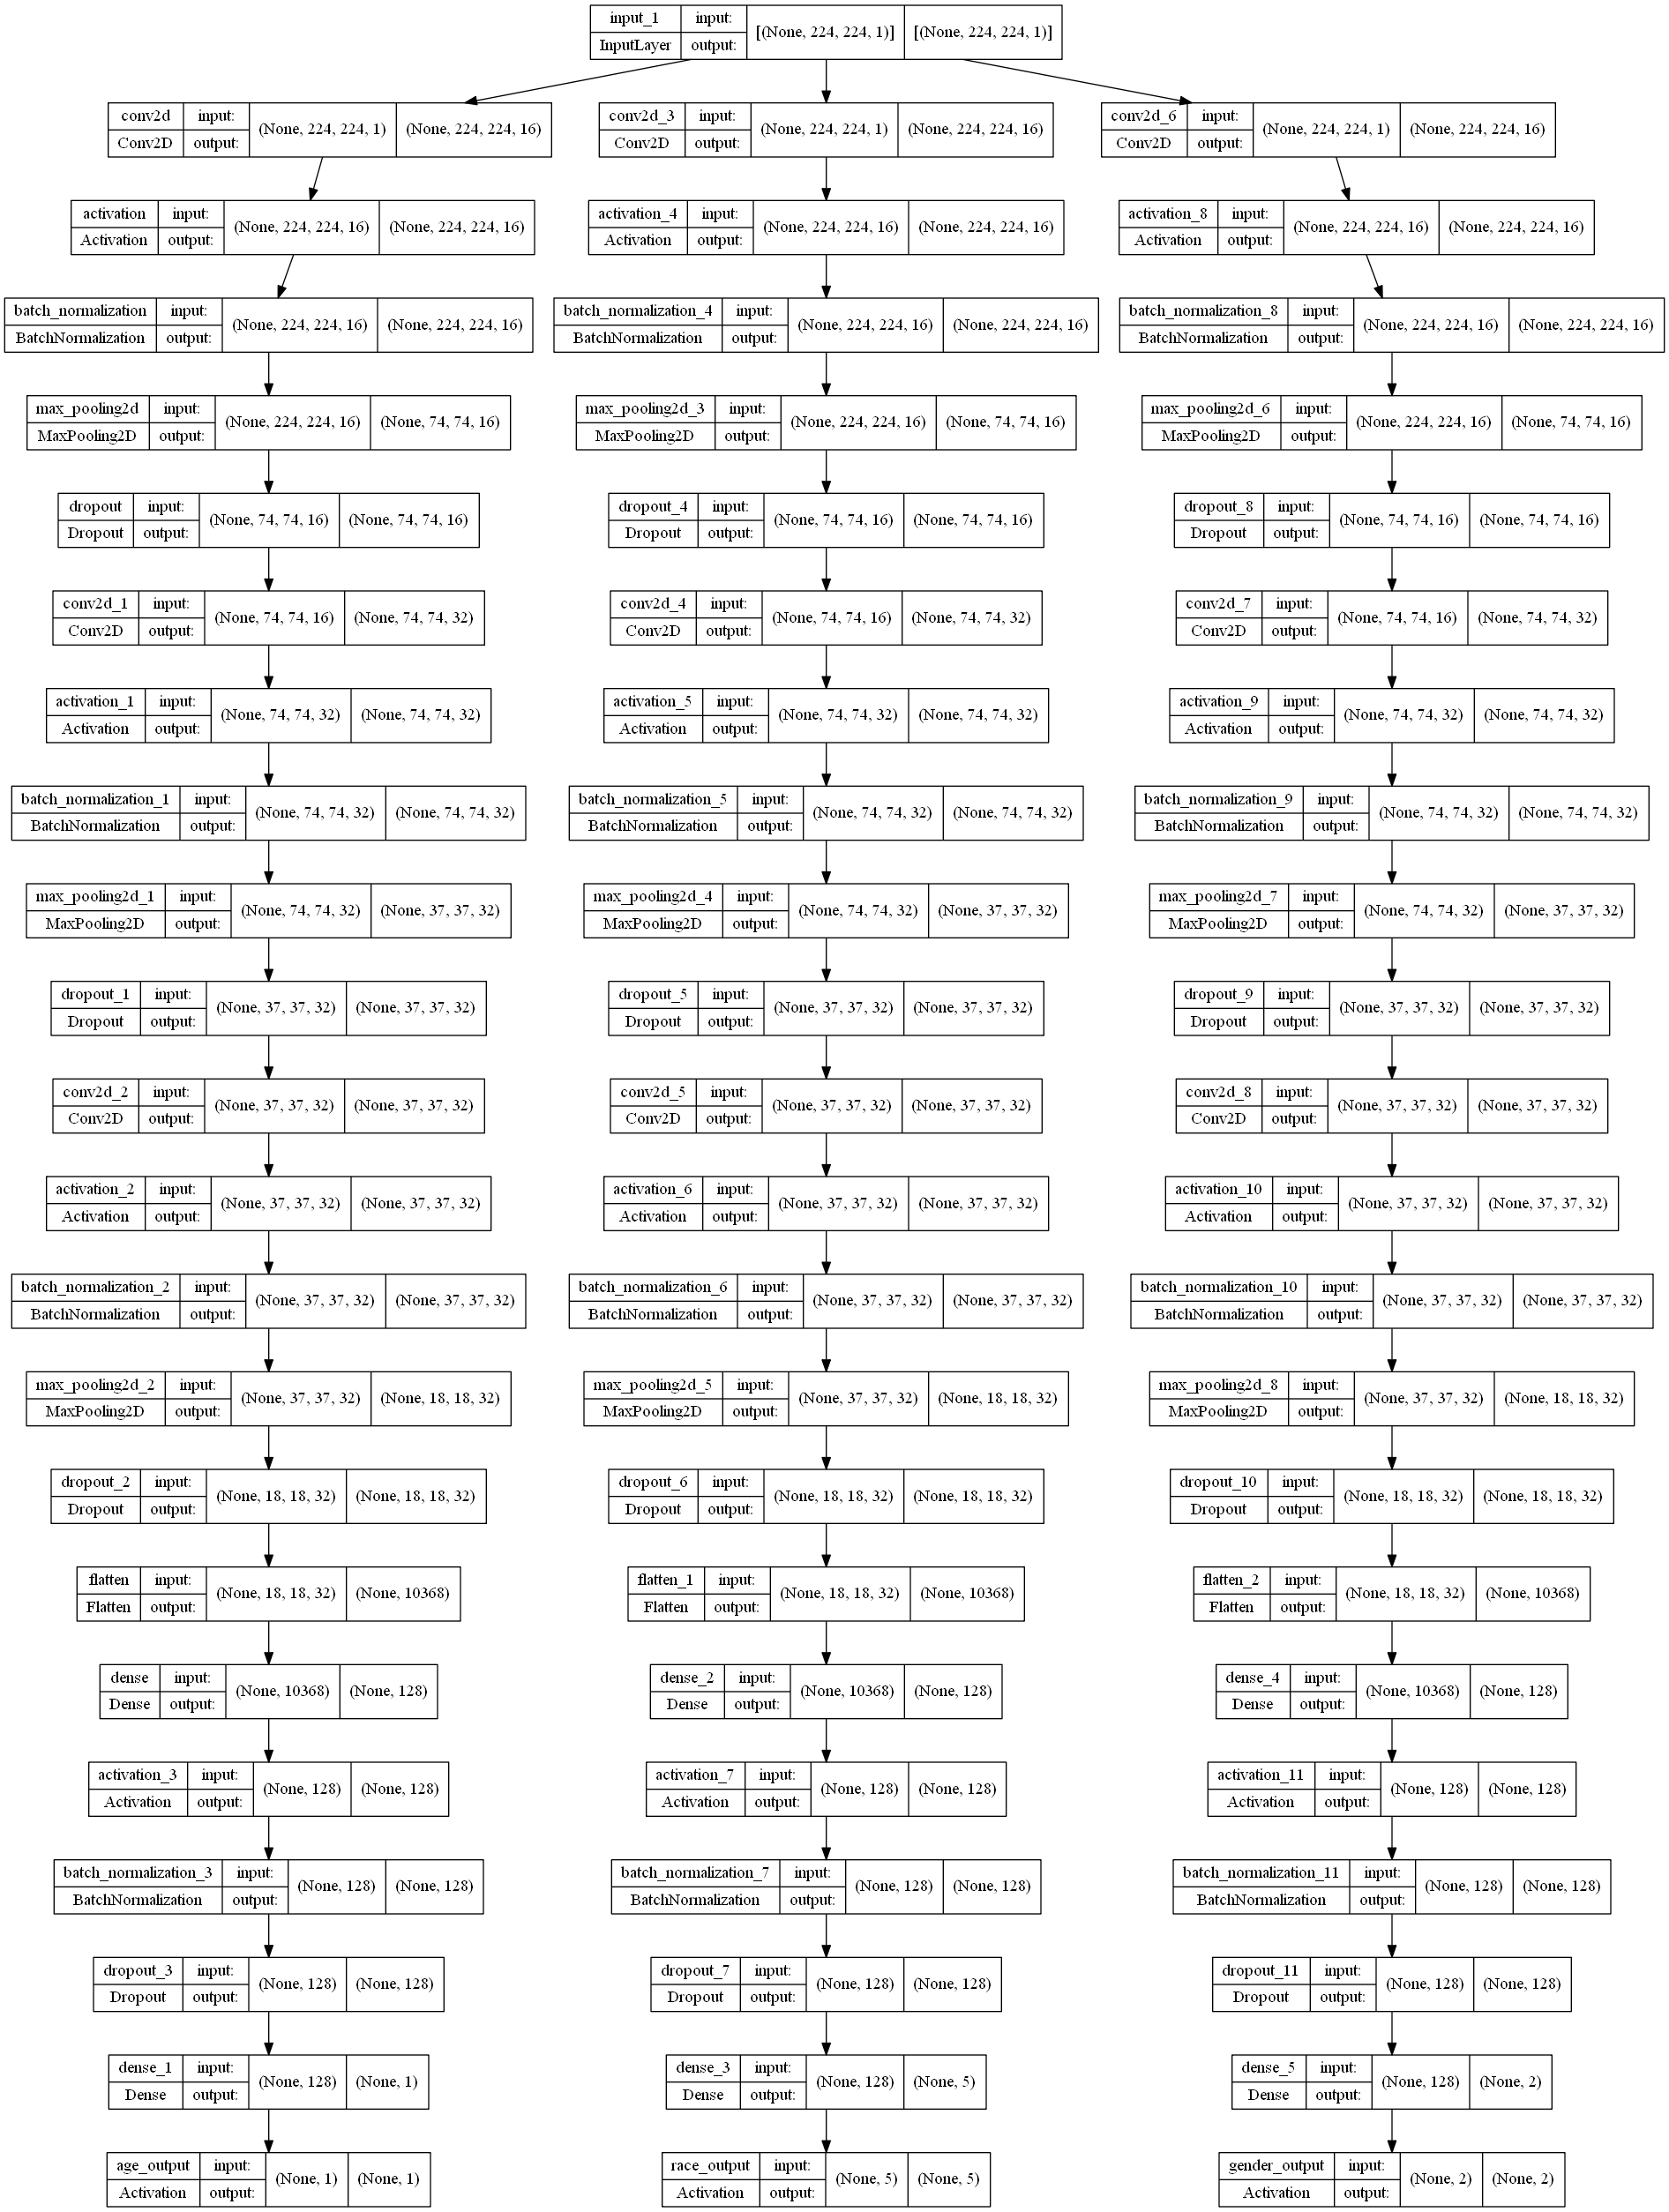 input_1 input: [(None, 224, 224, 1)] [(None, 224, 224, 1)]
InputLayer output:
conv2d input: (None, 224, 224, 1) (None, 224, 224, 16)
Conv2D output:
conv2d_3 input: (None, 224, 224, 1) (None, 224, 224, 16)
Conv2D output:
conv2d_6 input: (None, 224, 224, 1) (None, 224, 224, 16)
Conv2D output:
activation input: (None, 224, 224, 16) (None, 224, 224, 16)
Activation output:
activation_4 input: (None, 224, 224, 16) (None, 224, 224, 16)
Activation output:
activation_8 input: (None, 224, 224, 16) (None, 224, 224, 16)
Activation output:
batch_normalization input: (None, 224, 224, 16) (None, 224, 224, 16)
BatchNormalization output:
batch_normalization_4 input: (None, 224, 224, 16) (None, 224, 224, 16)
BatchNormalization output:
batch_normalization_8 input: (None, 224, 224, 16) (None, 224, 224, 16)
BatchNormalization output:
max_pooling2d input: (None, 224, 224, 16) (None, 74, 74, 16)
MaxPooling2D output:
max_pooling2d_3 input: (None, 224, 224, 16) (None, 74, 74, 16)
MaxPooling2D output:
max_pooling2d_6 input: (None, 224, 224, 16) (None, 74, 74, 16)
MaxPooling2D output:
dropout input: (None, 74, 74, 16) (None, 74, 74, 16)
Dropout output:
dropout_4 input: (None, 74, 74, 16) (None, 74, 74, 16)
Dropout output:
dropout_8 input: (None, 74, 74, 16) (None, 74, 74, 16)
Dropout output:
conv2d_1 input: (None, 74, 74, 16) (None, 74, 74, 32)
Conv2D output:
conv2d_4 input: (None, 74, 74, 16) (None, 74, 74, 32)
Conv2D output:
conv2d_7 input: (None, 74, 74, 16) (None, 74, 74, 32)
Conv2D output:
activation_1 input: (None, 74, 74, 32) (None, 74, 74, 32)
Activation output:
activation_5 input: (None, 74, 74, 32) (None, 74, 74, 32)
Activation output:
activation_9 input: (None, 74, 74, 32) (None, 74, 74, 32)
Activation output:
batch_normalization_1 input: (None, 74, 74, 32) (None, 74, 74, 32)
BatchNormalization output:
batch_normalization_5 input: (None, 74, 74, 32) (None, 74, 74, 32)
BatchNormalization output:
batch_normalization_9 input: (None, 74, 74, 32) (None, 74, 74, 32)
BatchNormalization output:
max_pooling2d_1 input: (None, 74, 74, 32) (None, 37, 37, 32)
MaxPooling2D output:
max_pooling2d_4 input: (None, 74, 74, 32) (None, 37, 37, 32)
MaxPooling2D output:
max_pooling2d_7 input: (None, 74, 74, 32) (None, 37, 37, 32)
MaxPooling2D output:
dropout_1 input: (None, 37, 37, 32) (None, 37, 37, 32)
Dropout output:
dropout_5 input: (None, 37, 37, 32) (None, 37, 37, 32)
Dropout output:
dropout_9 input: (None, 37, 37, 32) (None, 37, 37, 32)
Dropout output:
conv2d_2 input: (None, 37, 37, 32) (None, 37, 37, 32)
Conv2D output:
conv2d_5 input: (None, 37, 37, 32) (None, 37, 37, 32)
Conv2D output:
conv2d_8 input: (None, 37, 37, 32) (None, 37, 37, 32)
Conv2D output:
activation_2 input: (None, 37, 37, 32) (None, 37, 37, 32)
Activation output:
activation_6 input: (None, 37, 37, 32) (None, 37, 37, 32)
Activation output:
activation_10 input: (None, 37, 37, 32) (None, 37, 37, 32)
Activation output:
batch_normalization_2 input: (None, 37, 37, 32) (None, 37, 37, 32)
BatchNormalization output:
batch_normalization_6 input: (None, 37, 37, 32) (None, 37, 37, 32)
BatchNormalization output:
batch_normalization_10 input: (None, 37, 37, 32) (None, 37, 37, 32)
BatchNormalization output:
max_pooling2d_2 input: (None, 37, 37, 32) (None, 18, 18, 32)
MaxPooling2D output:
max_pooling2d_5 input: (None, 37, 37, 32) (None, 18, 18, 32)
MaxPooling2D output:
max_pooling2d_8 input: (None, 37, 37, 32) (None, 18, 18, 32)
MaxPooling2D output:
dropout_2 input: (None, 18, 18, 32) (None, 18, 18, 32)
Dropout output:
dropout_6 input: (None, 18, 18, 32) (None, 18, 18, 32)
Dropout output:
dropout_10 input: (None, 18, 18, 32) (None, 18, 18, 32)
Dropout output:
flatten input: (None, 18, 18, 32) (None, 10368)
Flatten output:
flatten_1 input: (None, 18, 18, 32) (None, 10368)
Flatten output:
flatten_2 input: (None, 18, 18, 32) (None, 10368)
Flatten output:
dense input: (None, 10368) (None, 128)
Dense output:
dense_2 input: (None, 10368) (None, 128)
Dense output:
dense_4 input: (None, 10368) (None, 128)
Dense output:
activation_3 input: (None, 128) (None, 128)
Activation output:
activation_7 input: (None, 128) (None, 128)
Activation output:
activation_11 input: (None, 128) (None, 128)
Activation output:
batch_normalization_3 input: (None, 128) (None, 128)
BatchNormalization output:
batch_normalization_7 input: (None, 128) (None, 128)
BatchNormalization output:
batch_normalization_11 input: (None, 128) (None, 128)
BatchNormalization output:
dropout_3 input: (None, 128) (None, 128)
Dropout output:
dropout_7 input: (None, 128) (None, 128)
Dropout output:
dropout_11 input: (None, 128) (None, 128)
Dropout output:
dense_1 input: (None, 128) (None, 1)
Dense output:
dense_3 input: (None, 128) (None, 5)
Dense output:
dense_5 input: (None, 128) (None, 2)
Dense output:
age_output input: (None, 1) (None, 1)
Activation output:
race_output input: (None, 5) (None, 5)
Activation output:
gender_output input: (None, 2) (None, 2)
Activation output: